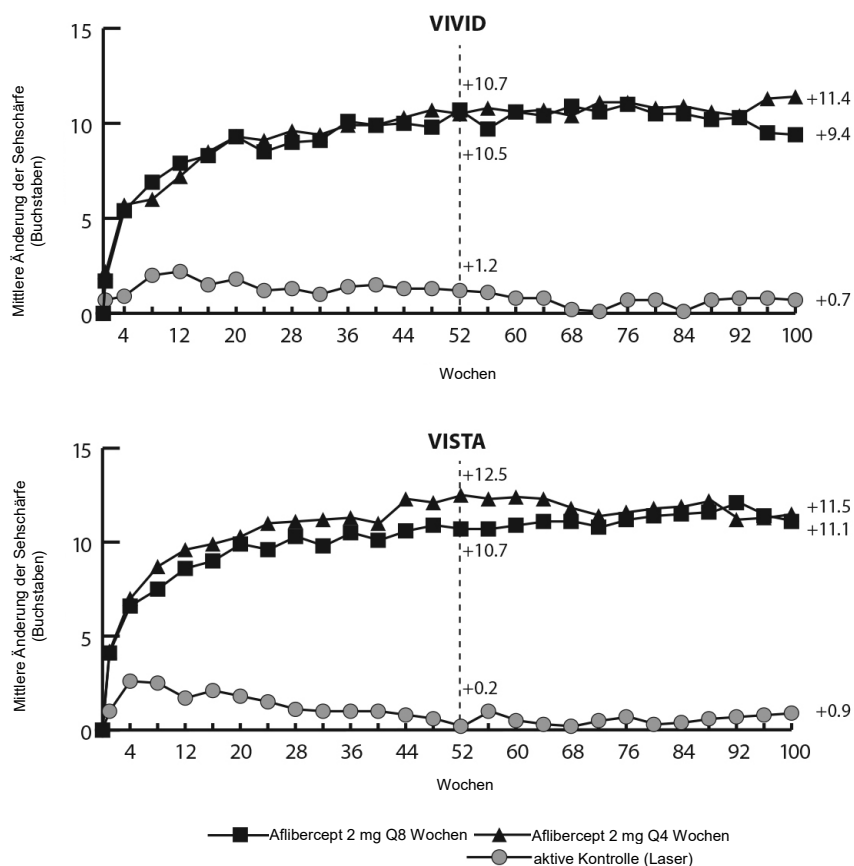 VIVID
Mittlere Änderung der Sehschärfe
(Buchstaben)
15
10
5
0
+10.7
+10.5
+1.2
+11.4
+9.4
+0.7
4 12 20 28 36 44 52 60 68 76 84 92 100
Wochen
VISTA
Mittlere Änderung der Sehschärfe
(Buchstaben)
15
10
5
0
+12.5
+10.7
+0.2
+11.5
+11.1
+0.9
4 12 20 28 36 44 52 60 68 76 84 92 100
Wochen
Aflibercept 2 mg Q8 Wochen Aflibercept 2 mg Q4 Wochen
aktive Kontrolle (Laser)